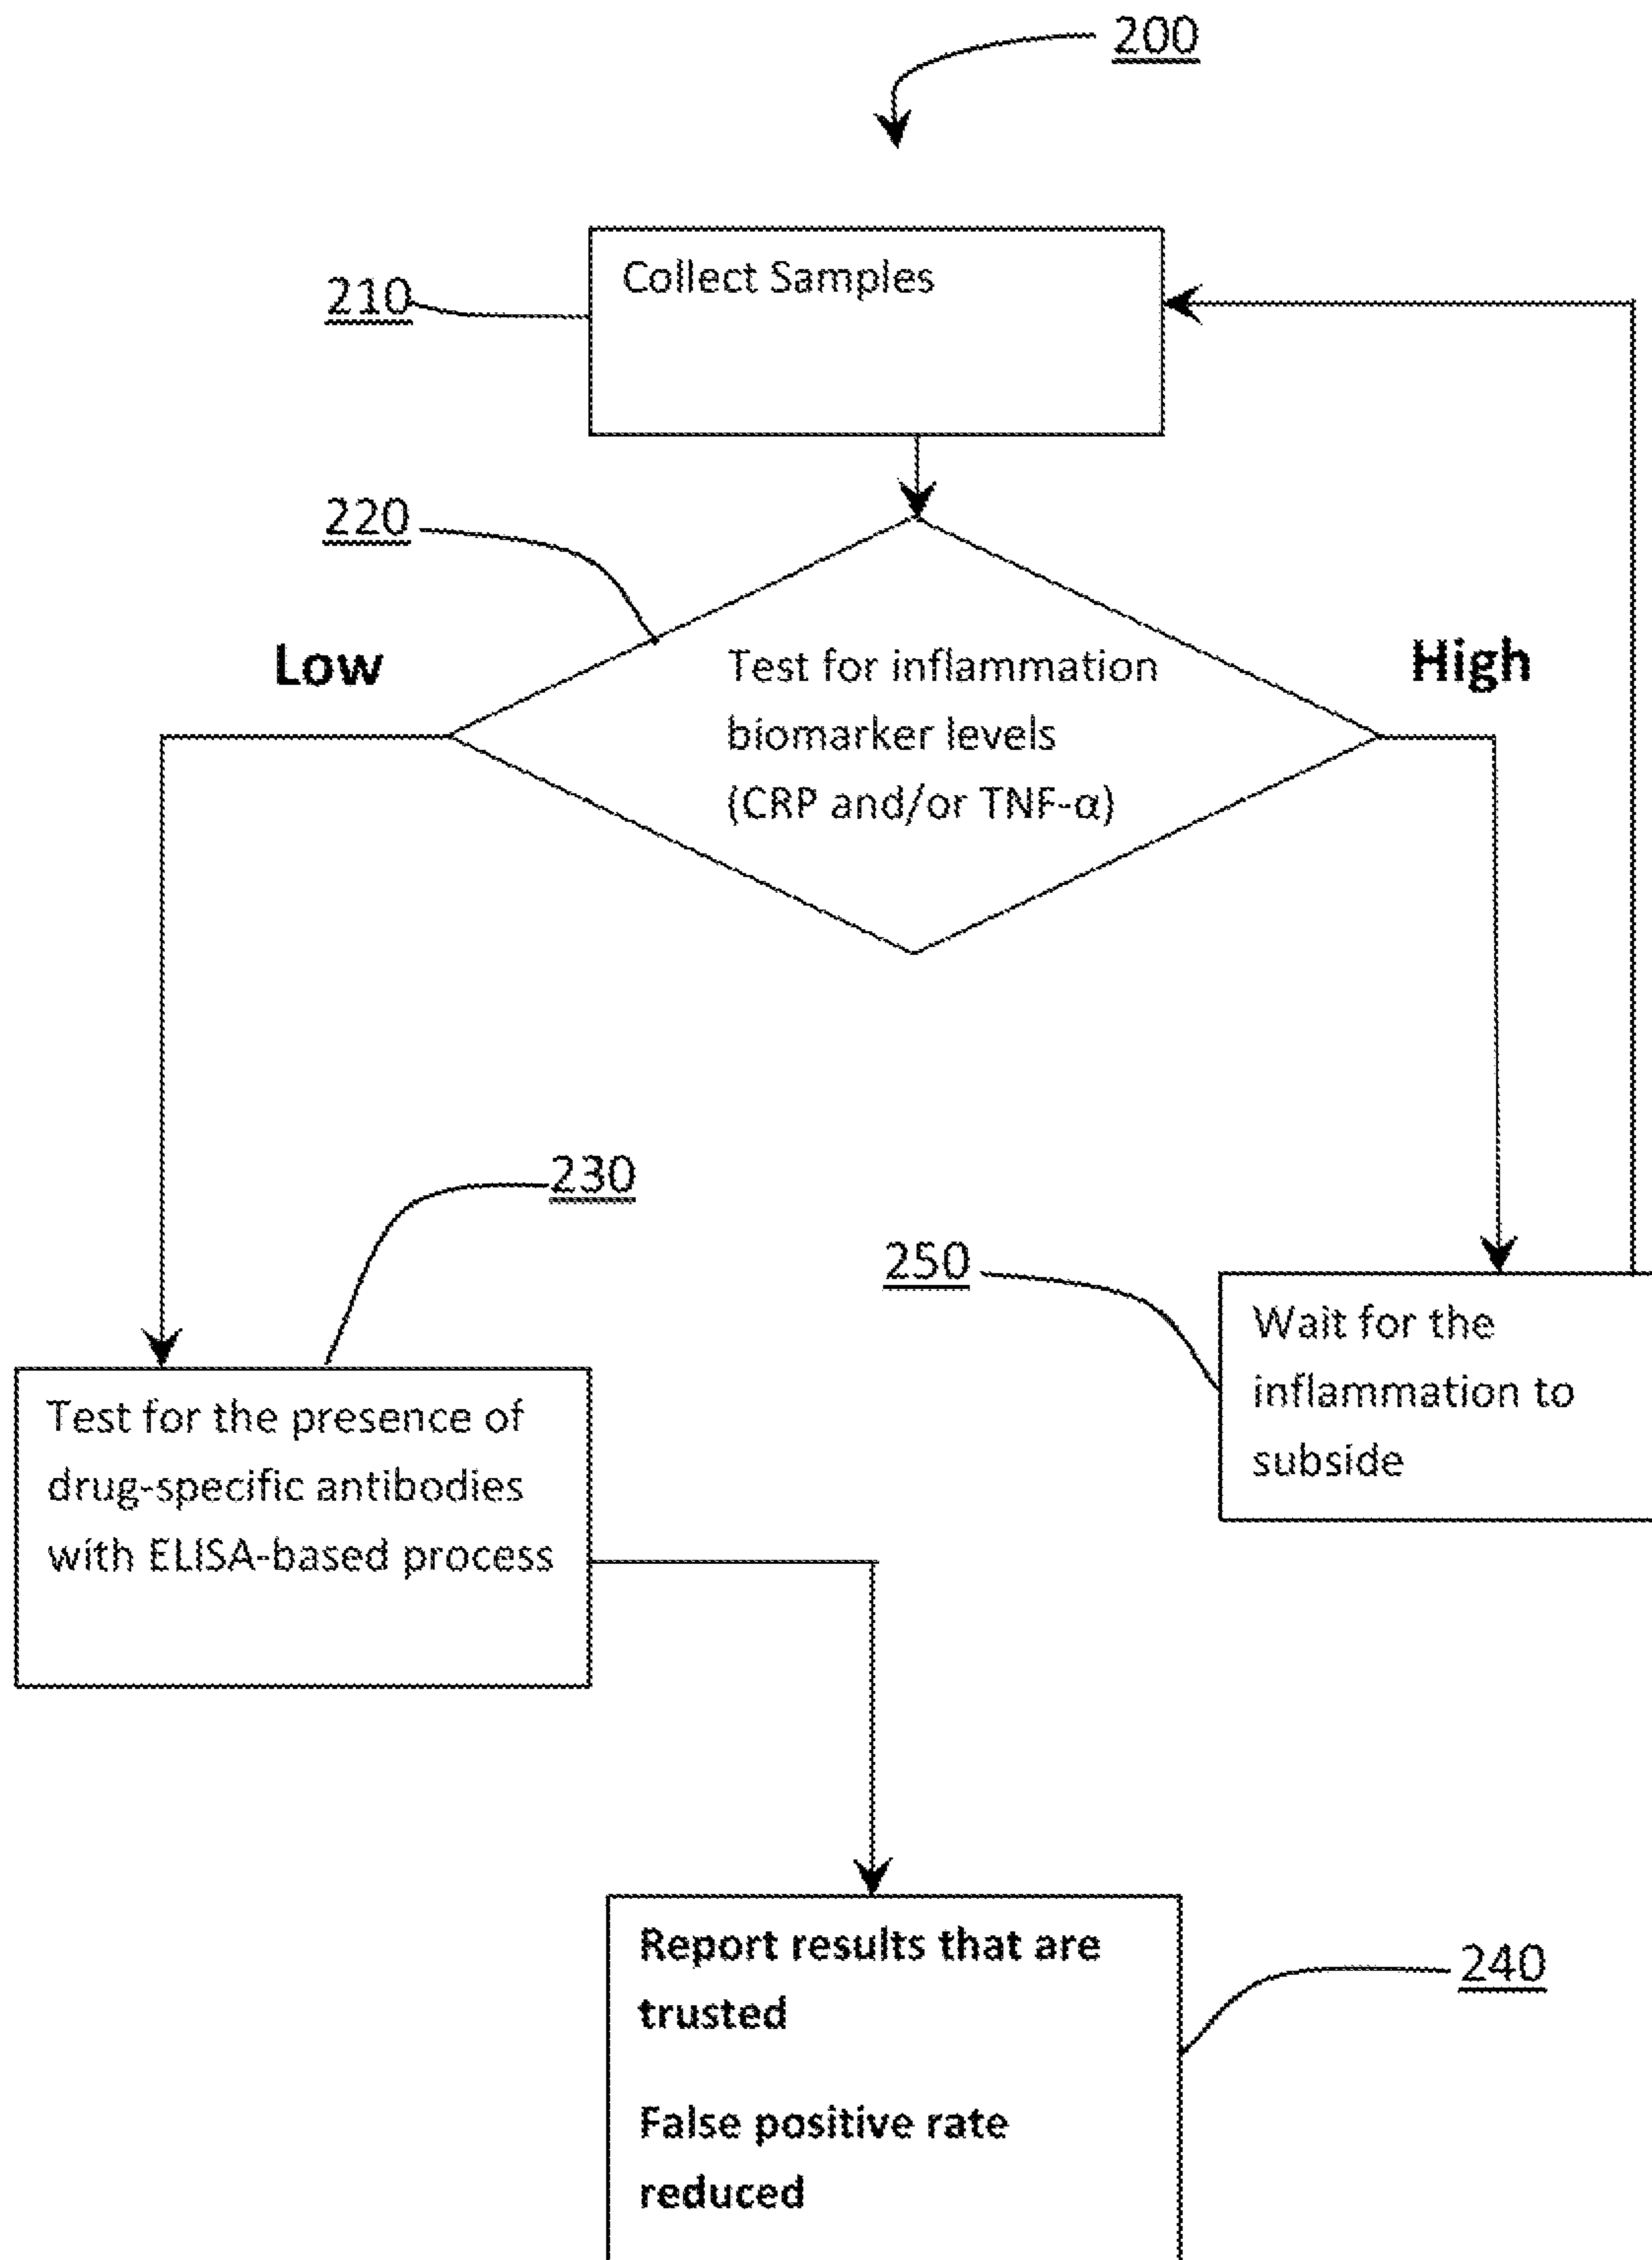 200
210
Collect Samples
220
Low
High
Test for inflammation
biomarker levels
(CRP and/or TNF-α)
230
250
Test for the presence of
drug-specific antibodies
with ELISA-based process
Wait for the
inflammation to
subside
Report results that are
trusted
240
False positive rate
reduced